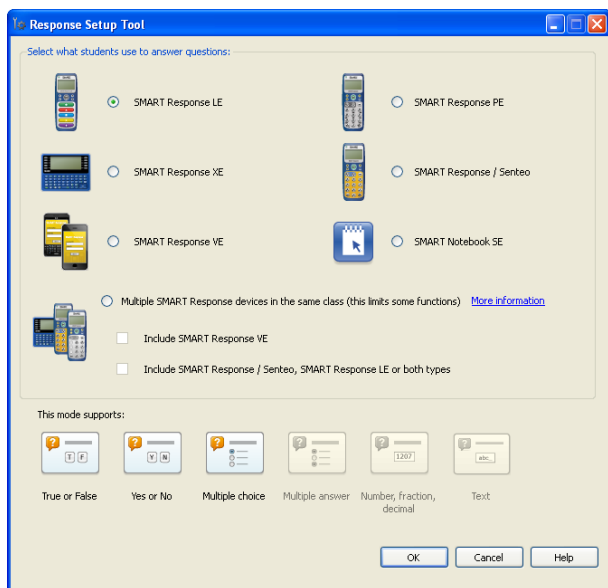 Response Setup Tool
Select what students use to answer questions:
SMART Response LE
SMART Response PE
SMART Response XE
SMART Response / Senteo
SMART Response VE
SMART Notebook SE
Multiple SMART Response devices in the same class (this limits some functions) More information
Include SMART Response VE
Include SMART Response / Senteo, SMART Response LE or both types
This mode supports:
T F
Y N
1207
abc_
True or False
Yes or No
Multiple choice
Multiple answer
Number, fraction,
decimal
Text
OK
Cancel
Help